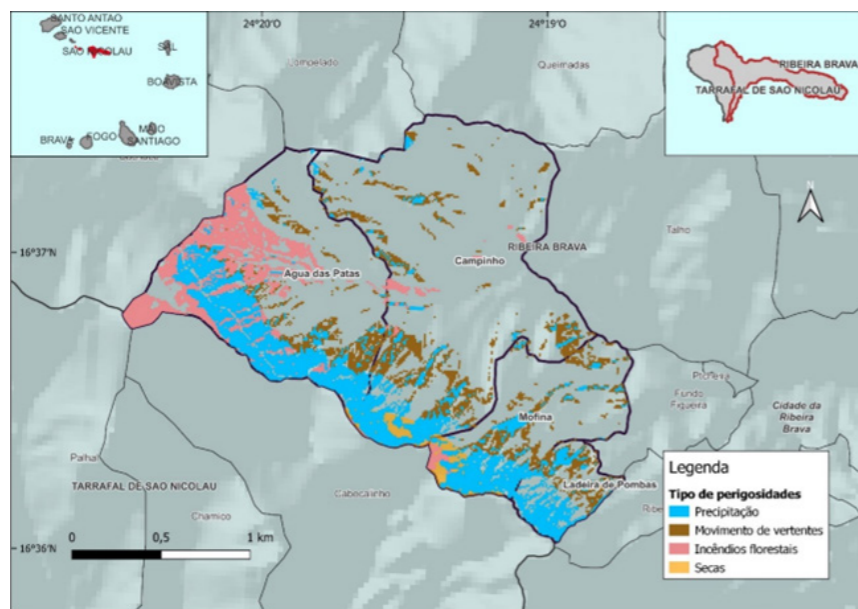 SANTO ANTAO
SAO VICENTE
SAO NICOLAU
SAL
BOAVISTA
MAIO
SANTIAGO
FOGO
BRAVA
24°20'O
24°19'O
RIBEIRA BRAVA
TARRAFAL DE SAO NICOLAU
Lompelado
Queimadas
Talho
16°37'N
Agua das Patas
Campinho
RIBEIRA BRAVA
Mofina
Fundo
Figueira
Cidade da
Ribeira
Brava
Ladeira de Pombas
Palhal
TARRAFAL DE SAO NICOLAU
Chamico
16°36'N
0
0,5
1 km
Legenda
Tipo de perigosidades
Precipitação
Movimento de vertentes
Incêndios florestais
Secas